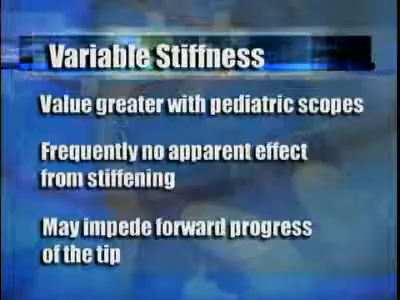 Variable Stiffness
Value greater with pediatric scopes
Frequently no apparent effect
from stiffening
May impede forward progress
of the tip